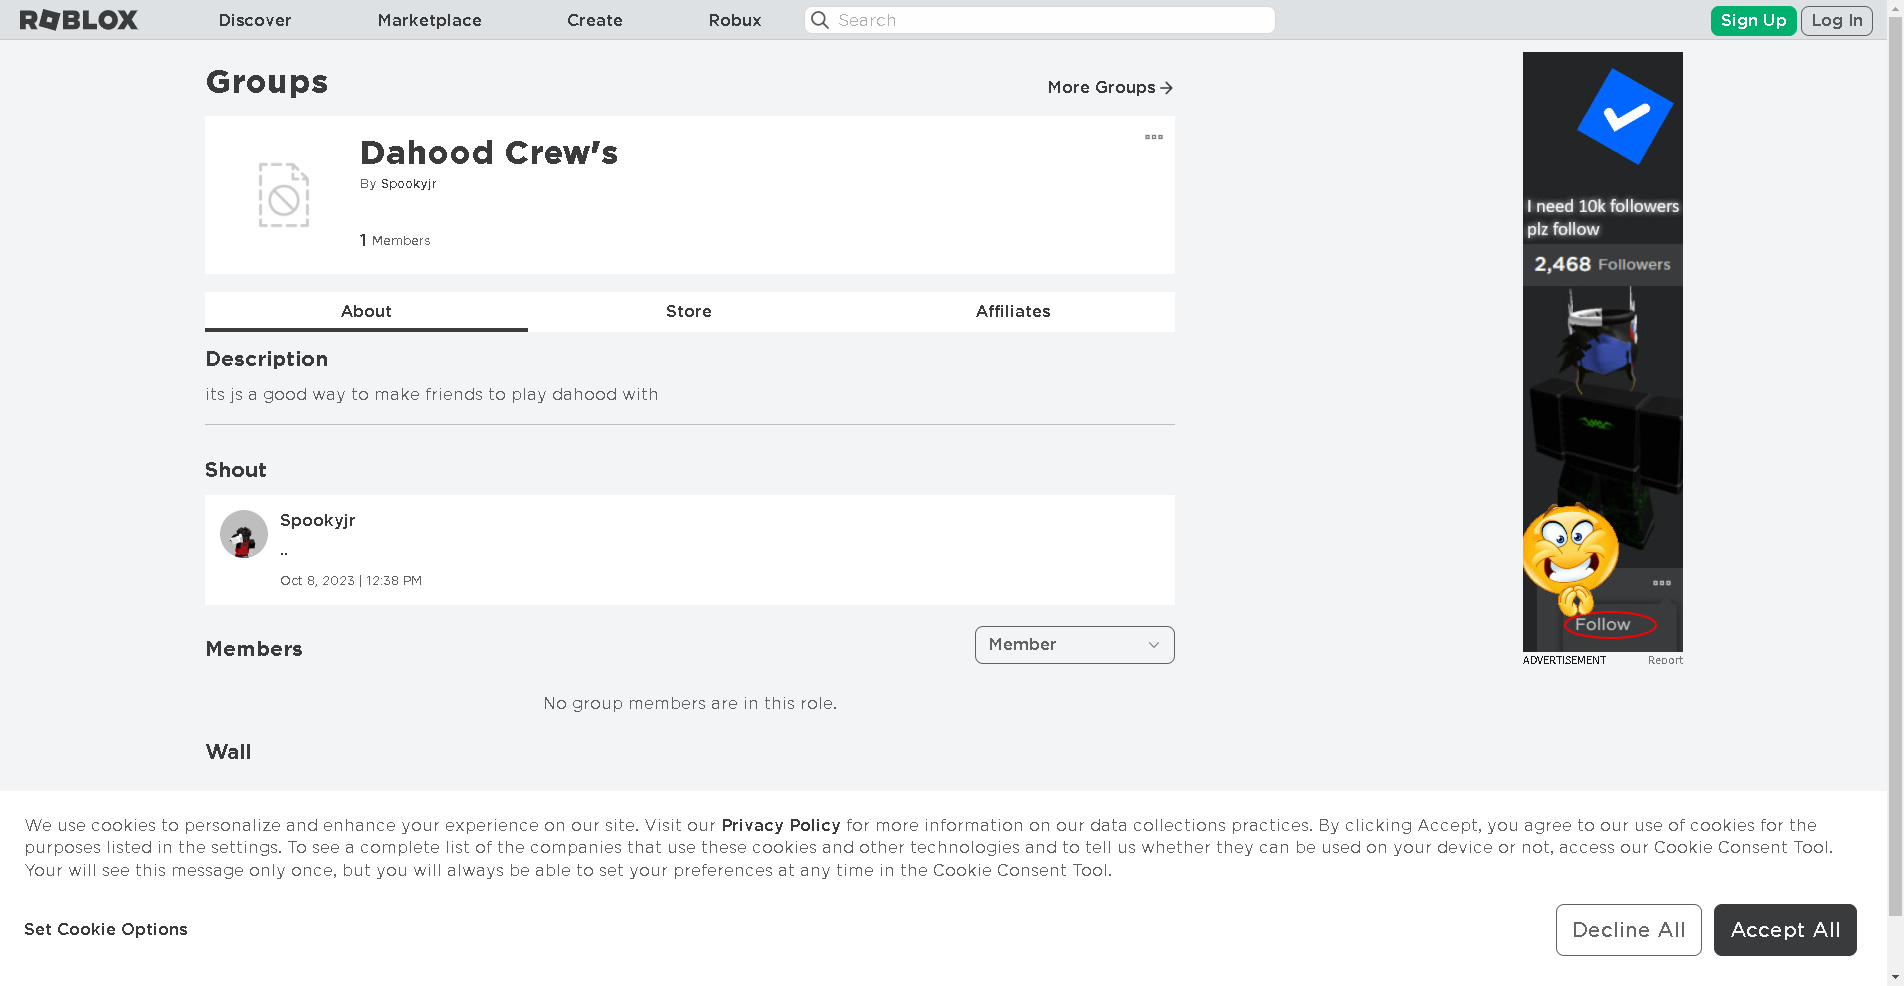 ROBLOX
Discover
Marketplace
Create
Robux
Search
Sign Up
Log In
Groups
More Groups
Dahood Crew's
By Spookyjr
1 Members
About
Store
Affiliates
Description
its js a good way to make friends to play dahood with
Shout
Spookyjr
..
Oct 8, 2023 | 12:38 PM
Members
Member
No group members are in this role.
Wall
I need 10k followers
plz follow
2,468 Followers
Follow
ADVERTISEMENT
Report
We use cookies to personalize and enhance your experience on our site. Visit our Privacy Policy for more information on our data collections practices. By clicking Accept, you agree to our use of cookies for the
purposes listed in the settings. To see a complete list of the companies that use these cookies and other technologies and to tell us whether they can be used on your device or not, access our Cookie Consent Tool.
Your will see this message only once, but you will always be able to set your preferences at any time in the Cookie Consent Tool.
Set Cookie Options
Decline All
Accept All